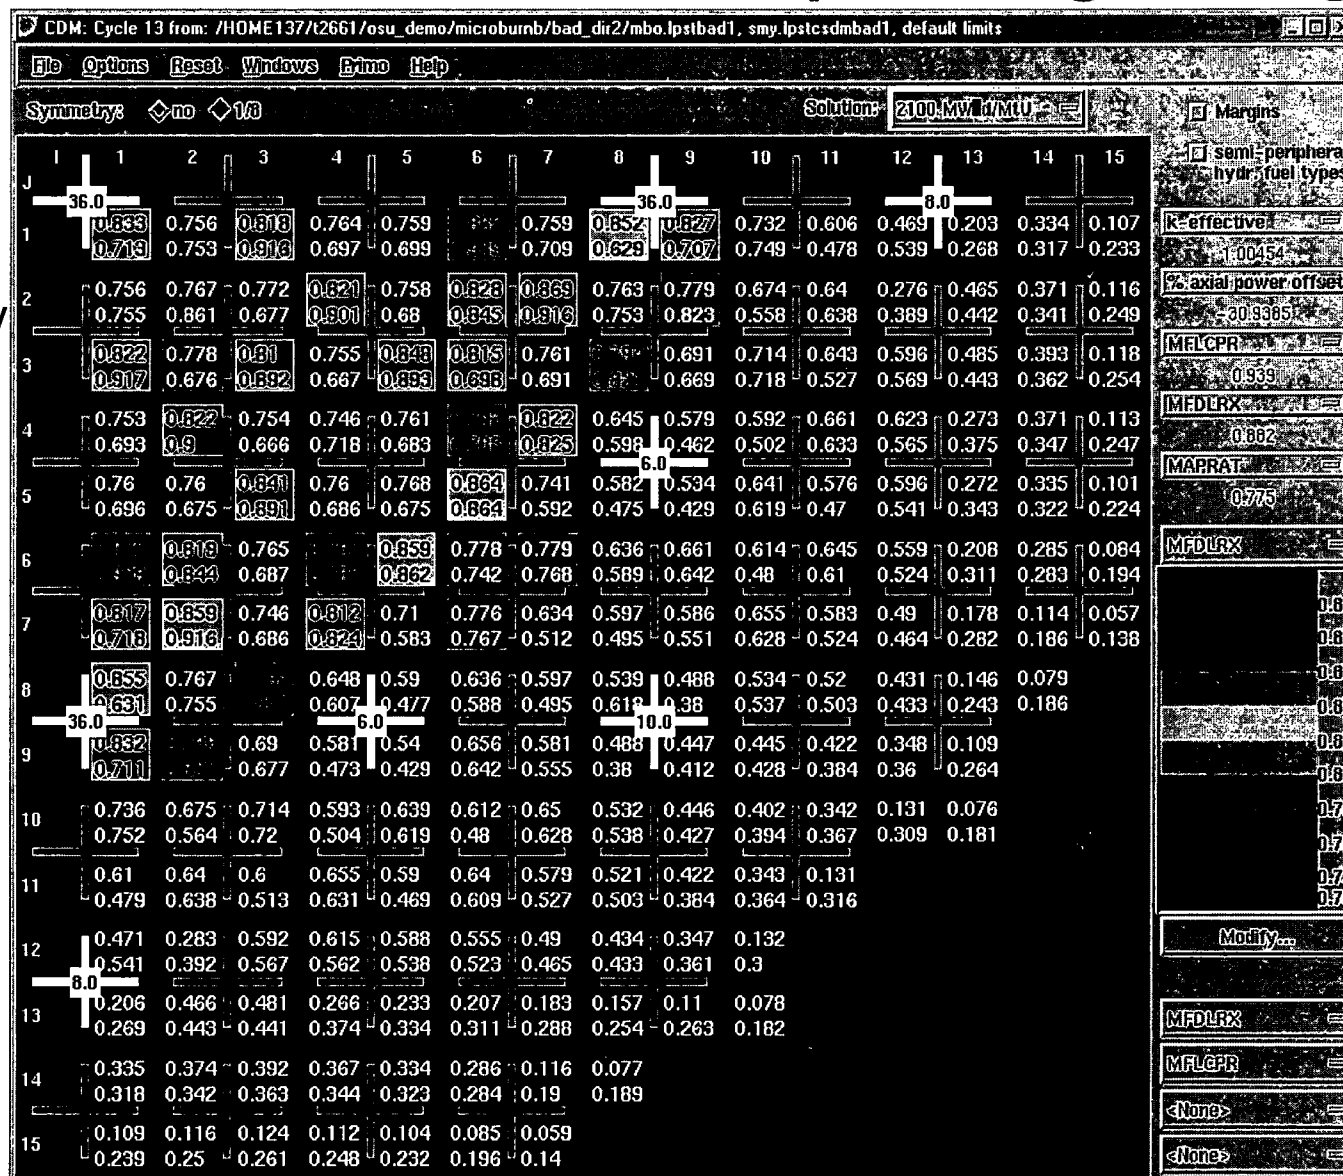 CDM: Cycle 13 from: /HOME137/t2661/osu_demo/microburnb/bad_dir2/mbo.lpstbad1, smy.lpstcsdmbad1, default limits
File Options Reset Windows Primo Help
Symmetry: no 1/8 Solution: 2100. MWd/MtU
Margins
semi-periphera
hydr. fuel types
I 1 2 3 4 5 6 7 8 9 10 11 12 13 14 15
J
36.0 36.0 8.0
1 0.833 0.756 0.818 0.764 0.759 0.759 0.852 0.827 0.732 0.606 0.469 0.203 0.334 0.107
0.713 0.753 0.916 0.697 0.699 0.709 0.629 0.707 0.749 0.478 0.539 0.268 0.317 0.233
2 0.756 0.767 0.772 0.821 0.758 0.828 0.869 0.763 0.779 0.674 0.64 0.276 0.465 0.371 0.116
0.755 0.861 0.677 0.901 0.68 0.845 0.916 0.753 0.823 0.558 0.638 0.389 0.442 0.341 0.249
3 0.822 0.778 0.81 0.755 0.843 0.815 0.761 0.691 0.714 0.643 0.596 0.485 0.393 0.118
0.917 0.676 0.892 0.667 0.893 0.698 0.691 0.669 0.718 0.527 0.569 0.443 0.362 0.254
4 0.753 0.822 0.754 0.746 0.761 0.822 0.645 0.579 0.592 0.661 0.623 0.273 0.371 0.113
0.693 0.9 0.666 0.718 0.683 0.825 0.598 0.462 0.502 0.633 0.565 0.375 0.347 0.247
6.0
5 0.76 0.76 0.841 0.76 0.768 0.864 0.741 0.582 0.534 0.641 0.576 0.596 0.272 0.335 0.101
0.696 0.675 0.891 0.686 0.675 0.864 0.592 0.475 0.429 0.619 0.47 0.541 0.343 0.322 0.224
6 0.818 0.765 0.859 0.778 0.779 0.636 0.661 0.614 0.645 0.559 0.208 0.285 0.084
0.844 0.687 0.862 0.742 0.768 0.589 0.642 0.48 0.61 0.524 0.311 0.283 0.194
7 0.817 0.859 0.746 0.812 0.71 0.776 0.634 0.597 0.586 0.655 0.583 0.49 0.178 0.114 0.057
0.718 0.916 0.686 0.824 0.583 0.767 0.512 0.495 0.551 0.628 0.524 0.464 0.282 0.186 0.138
8 0.855 0.767 0.648 0.59 0.636 0.597 0.539 0.488 0.534 0.52 0.431 0.146 0.079
0.631 0.755 0.607 0.477 0.588 0.495 0.38 0.537 0.503 0.433 0.243 0.186
36.0 6.0 10.0
9 0.832 0.69 0.581 0.54 0.656 0.581 0.488 0.447 0.445 0.422 0.348 0.109
0.711 0.677 0.473 0.429 0.642 0.555 0.38 0.412 0.428 0.384 0.36 0.264
10 0.736 0.675 0.714 0.593 0.639 0.612 0.65 0.532 0.446 0.402 0.342 0.131 0.076
0.752 0.564 0.72 0.504 0.619 0.48 0.628 0.538 0.427 0.394 0.367 0.309 0.181
11 0.61 0.64 0.6 0.655 0.59 0.64 0.579 0.521 0.422 0.343 0.131
0.479 0.638 0.513 0.631 0.469 0.609 0.527 0.503 0.384 0.364 0.316
12 0.471 0.283 0.592 0.615 0.588 0.555 0.49 0.434 0.347 0.132
0.541 0.392 0.567 0.562 0.538 0.523 0.465 0.433 0.361 0.3
8.0
13 0.206 0.466 0.481 0.266 0.233 0.207 0.183 0.157 0.11 0.078
0.269 0.443 0.441 0.374 0.334 0.311 0.288 0.254 0.263 0.182
14 0.335 0.374 0.392 0.367 0.334 0.286 0.116 0.077
0.318 0.342 0.363 0.344 0.323 0.284 0.19 0.189
15 0.109 0.116 0.124 0.112 0.104 0.085 0.059
0.239 0.25 0.261 0.248 0.232 0.196 0.14
k-effective
1.00454
% axial power offset
MFLCPR
0.939
MFDLRX
0.862
MAPRAT
0.775
MFDLRX
Modify...
MFDLRX
MFLCPR
<None>
<None>